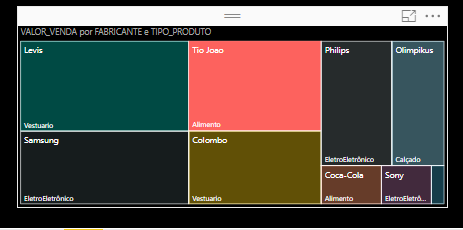 VALOR_VENDA por FABRICANTE e TIPO_PRODUTO
Levis
Vestuario
Samsung
EletroEletrônico
Tio Joao
Alimento
Colombo
Vestuario
Philips
EletroEletrônico
Olimpikus
Calçado
Coca-Cola
Alimento
Sony
EletroEletrô...